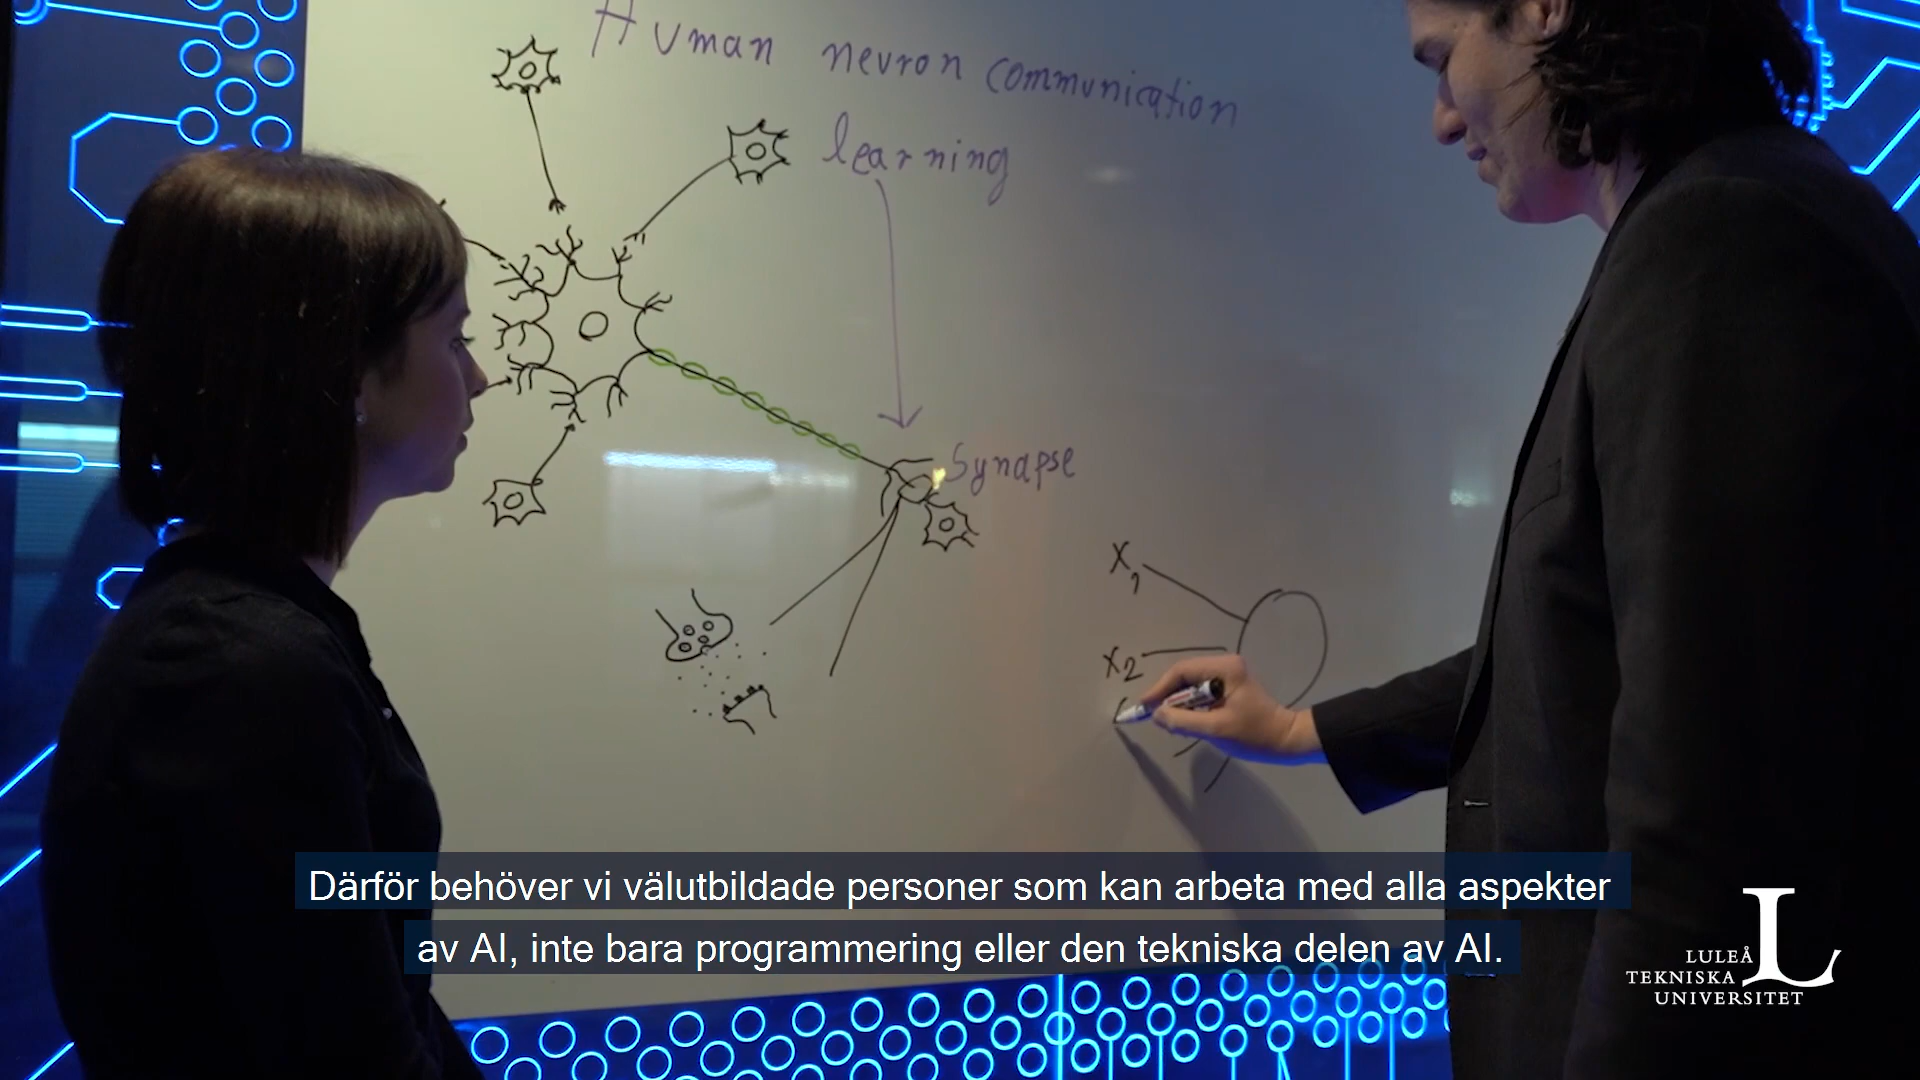 Human neuron communication
learning
Synapse
X1
X2
Därför behöver vi välutbildade personer som kan arbeta med alla aspekter
av AI, inte bara programmering eller den tekniska delen av AI.
LULEÅ
TEKNISKA
UNIVERSITET
L